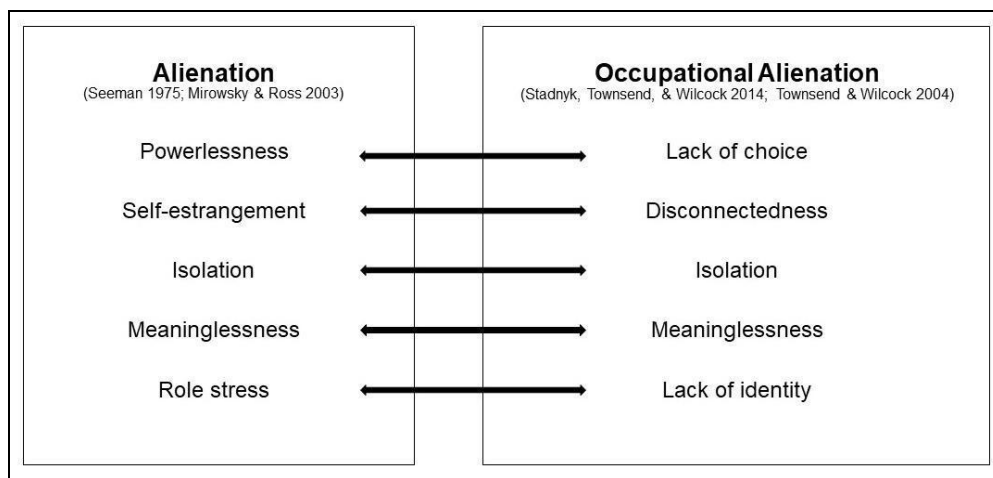 Alienation
(Seeman 1975; Mirowsky & Ross 2003)
Powerlessness
Self-estrangement
Isolation
Meaninglessness
Role stress
Occupational Alienation
(Stadnyk, Townsend, & Wilcock 2014; Townsend & Wilcock 2004)
Lack of choice
Disconnectedness
Isolation
Meaninglessness
Lack of identity